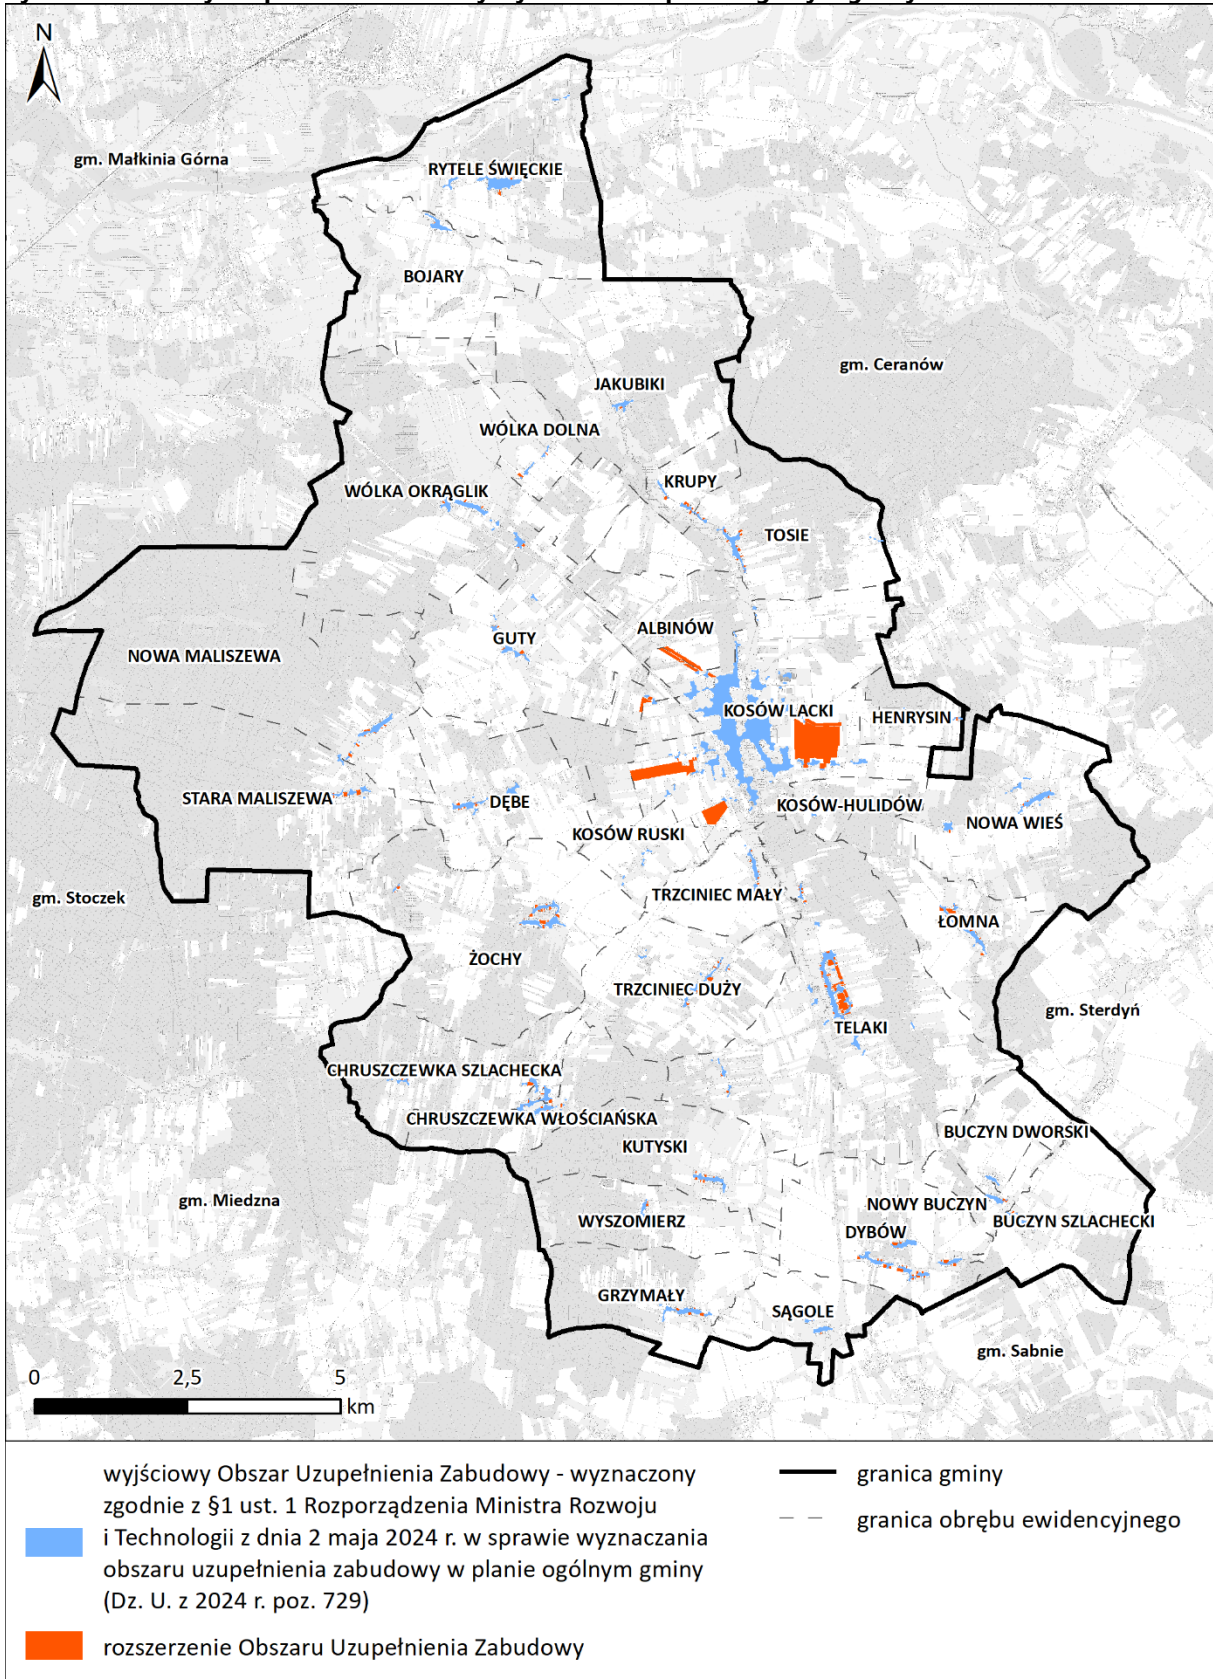 N
gm. Małkinia Górna
RYTELE ŚWIĘCKIE
BOJARY
gm. Ceranów
JAKUBIKI
WÓLKA DOLNA
WÓLKA OKRĄGLIK
KRUPY
TOSIE
ALBINÓW
GUTY
NOWA MALISZEWA
KOSÓW LACKI
HENRYSIN
STARA MALISZEWA
DĘBE
KOSÓW-HULIDÓW
NOWA WIEŚ
KOSÓW RUSKI
gm. Stoczek
TRZCINIEC MAŁY
ŁOMNA
ŻOCHY
TRZCINIEC DUŻY
gm. Sterdyń
TELAKI
CHRUSZCZEWKA SZLACHECKA
CHRUSZCZEWKA WŁOŚCIAŃSKA
BUCZYN DWORSKI
KUTYSKI
gm. Miedzna
NOWY BUCZYN
WYSZOMIERZ
BUCZYN SZLACHECKI
DYBÓW
GRZYMAŁY
SĄGOLE
gm. Sabnie
0 2,5 5
km
wyjściowy Obszar Uzupełnienia Zabudowy - wyznaczony
zgodnie z §1 ust. 1 Rozporządzenia Ministra Rozwoju
i Technologii z dnia 2 maja 2024 r. w sprawie wyznaczania
obszaru uzupełnienia zabudowy w planie ogólnym gminy
(Dz. U. z 2024 r. poz. 729)
rozszerzenie Obszaru Uzupełnienia Zabudowy
granica gminy
granica obrębu ewidencyjnego